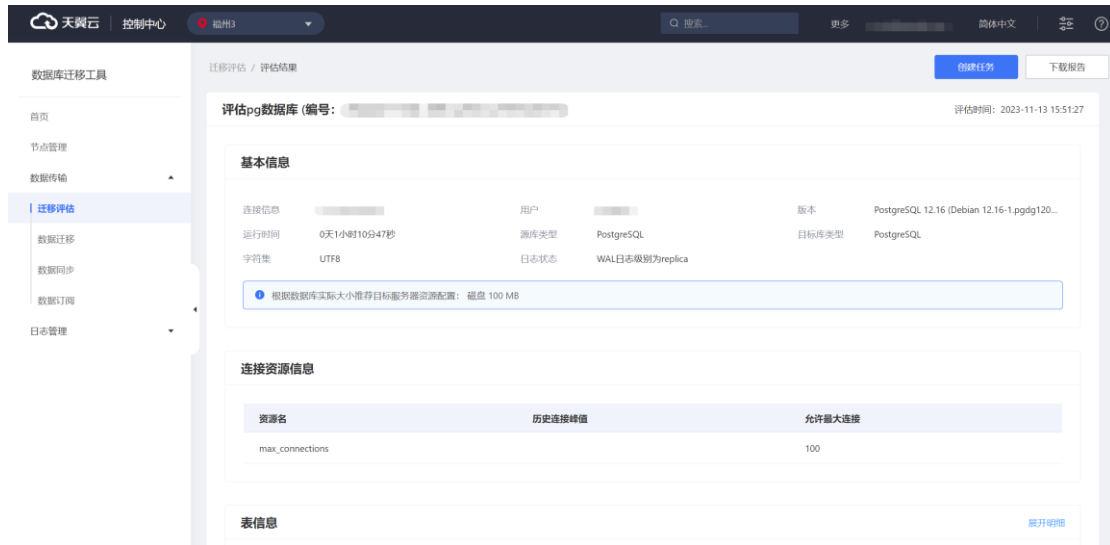 天翼云 控制中心 福州3 搜索... 更多 简体中文
数据库迁移工具
首页
节点管理
数据传输
迁移评估
数据迁移
数据同步
数据订阅
日志管理
迁移评估 / 评估结果 创建任务 下载报告
评估pg数据库 (编号: 评估时间: 2023-11-13 15:51:27
基本信息
连接信息 用户 版本 PostgreSQL 12.16 (Debian 12.16-1.pgdg120...
运行时间 0天1小时10分47秒 源库类型 PostgreSQL 目标库类型 PostgreSQL
字符集 UTF8 日志状态 WAL日志级别为replica
根据数据库实际大小推荐目标服务器资源配置: 磁盘 100 MB
连接资源信息
资源名 历史连接峰值 允许最大连接
max_connections 100
表信息 展开明细